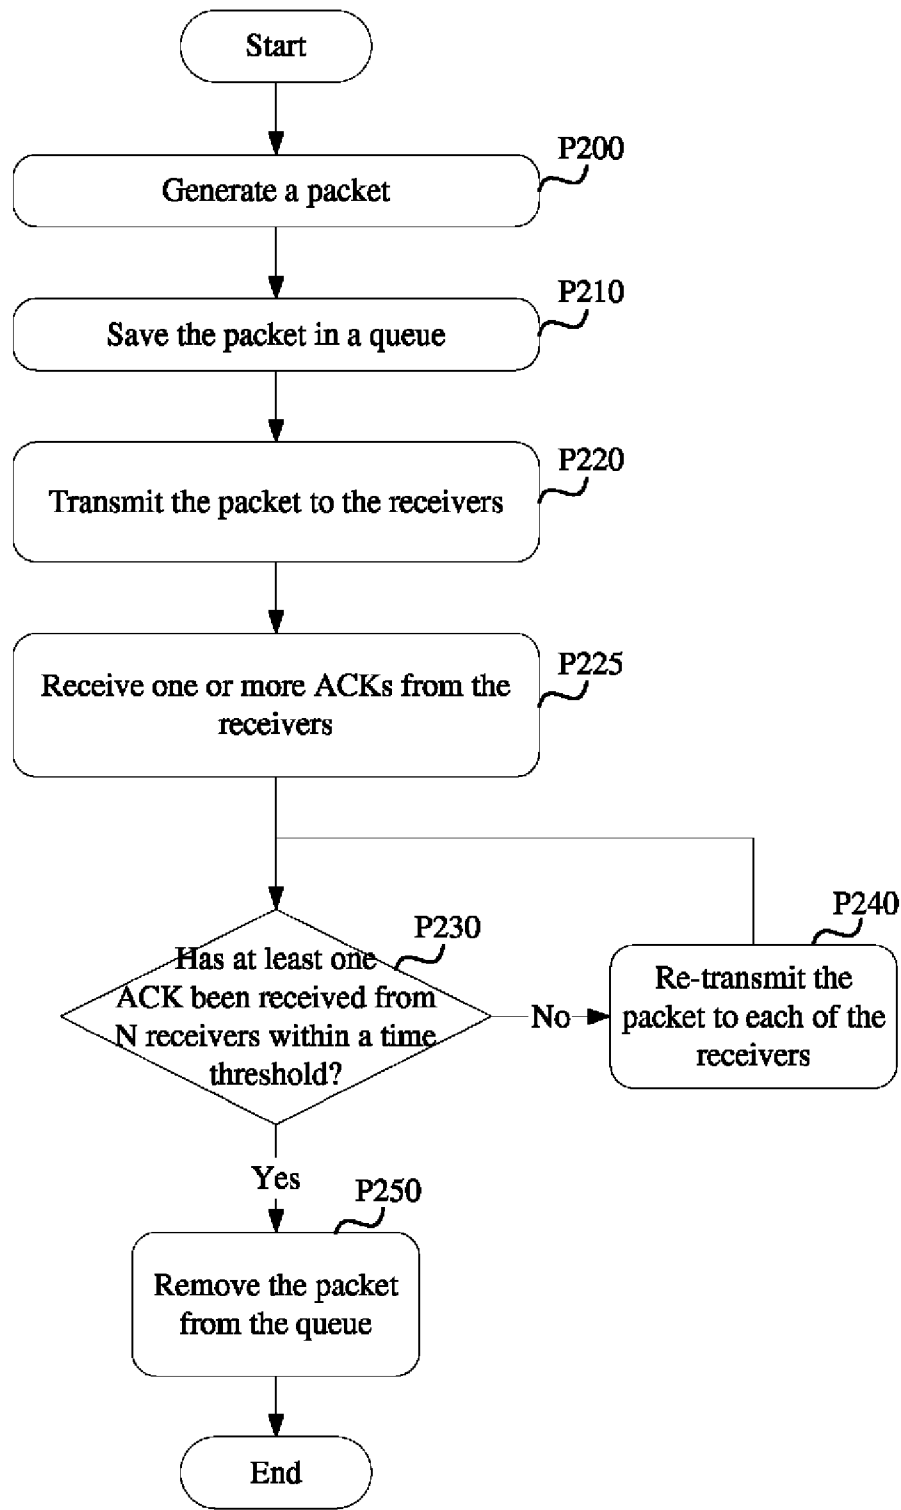 Start
P200
Generate a packet
P210
Save the packet in a queue
P220
Transmit the packet to the receivers
P225
Receive one or more ACKs from the
receivers
P230
Has at least one
ACK been received from
N receivers within a time
threshold?
No
P240
Re-transmit the
packet to each of the
receivers
Yes
P250
Remove the packet
from the queue
End